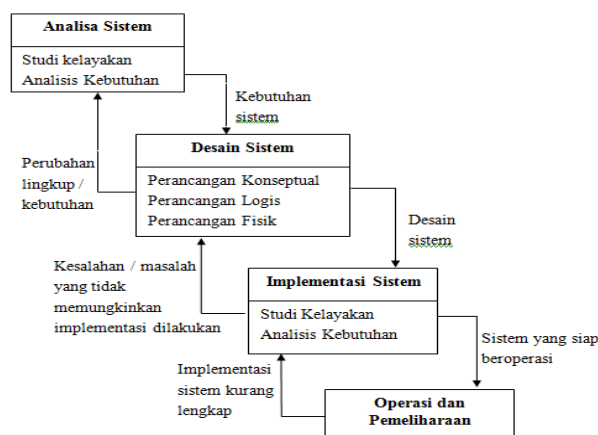 Analisa Sistem
Studi kelayakan
Analisis Kebutuhan
Kebutuhan
sistem
Desain Sistem
Perancangan Konseptual
Perancangan Logis
Perancangan Fisik
Perubahan
lingkup /
kebutuhan
Desain
sistem
Kesalahan / masalah
yang tidak
memungkinkan
implementasi dilakukan
Implementasi Sistem
Studi Kelayakan
Analisis Kebutuhan
Sistem yang siap
beroperasi
Implementasi
sistem kurang
lengkap
Operasi dan
Pemeliharaan